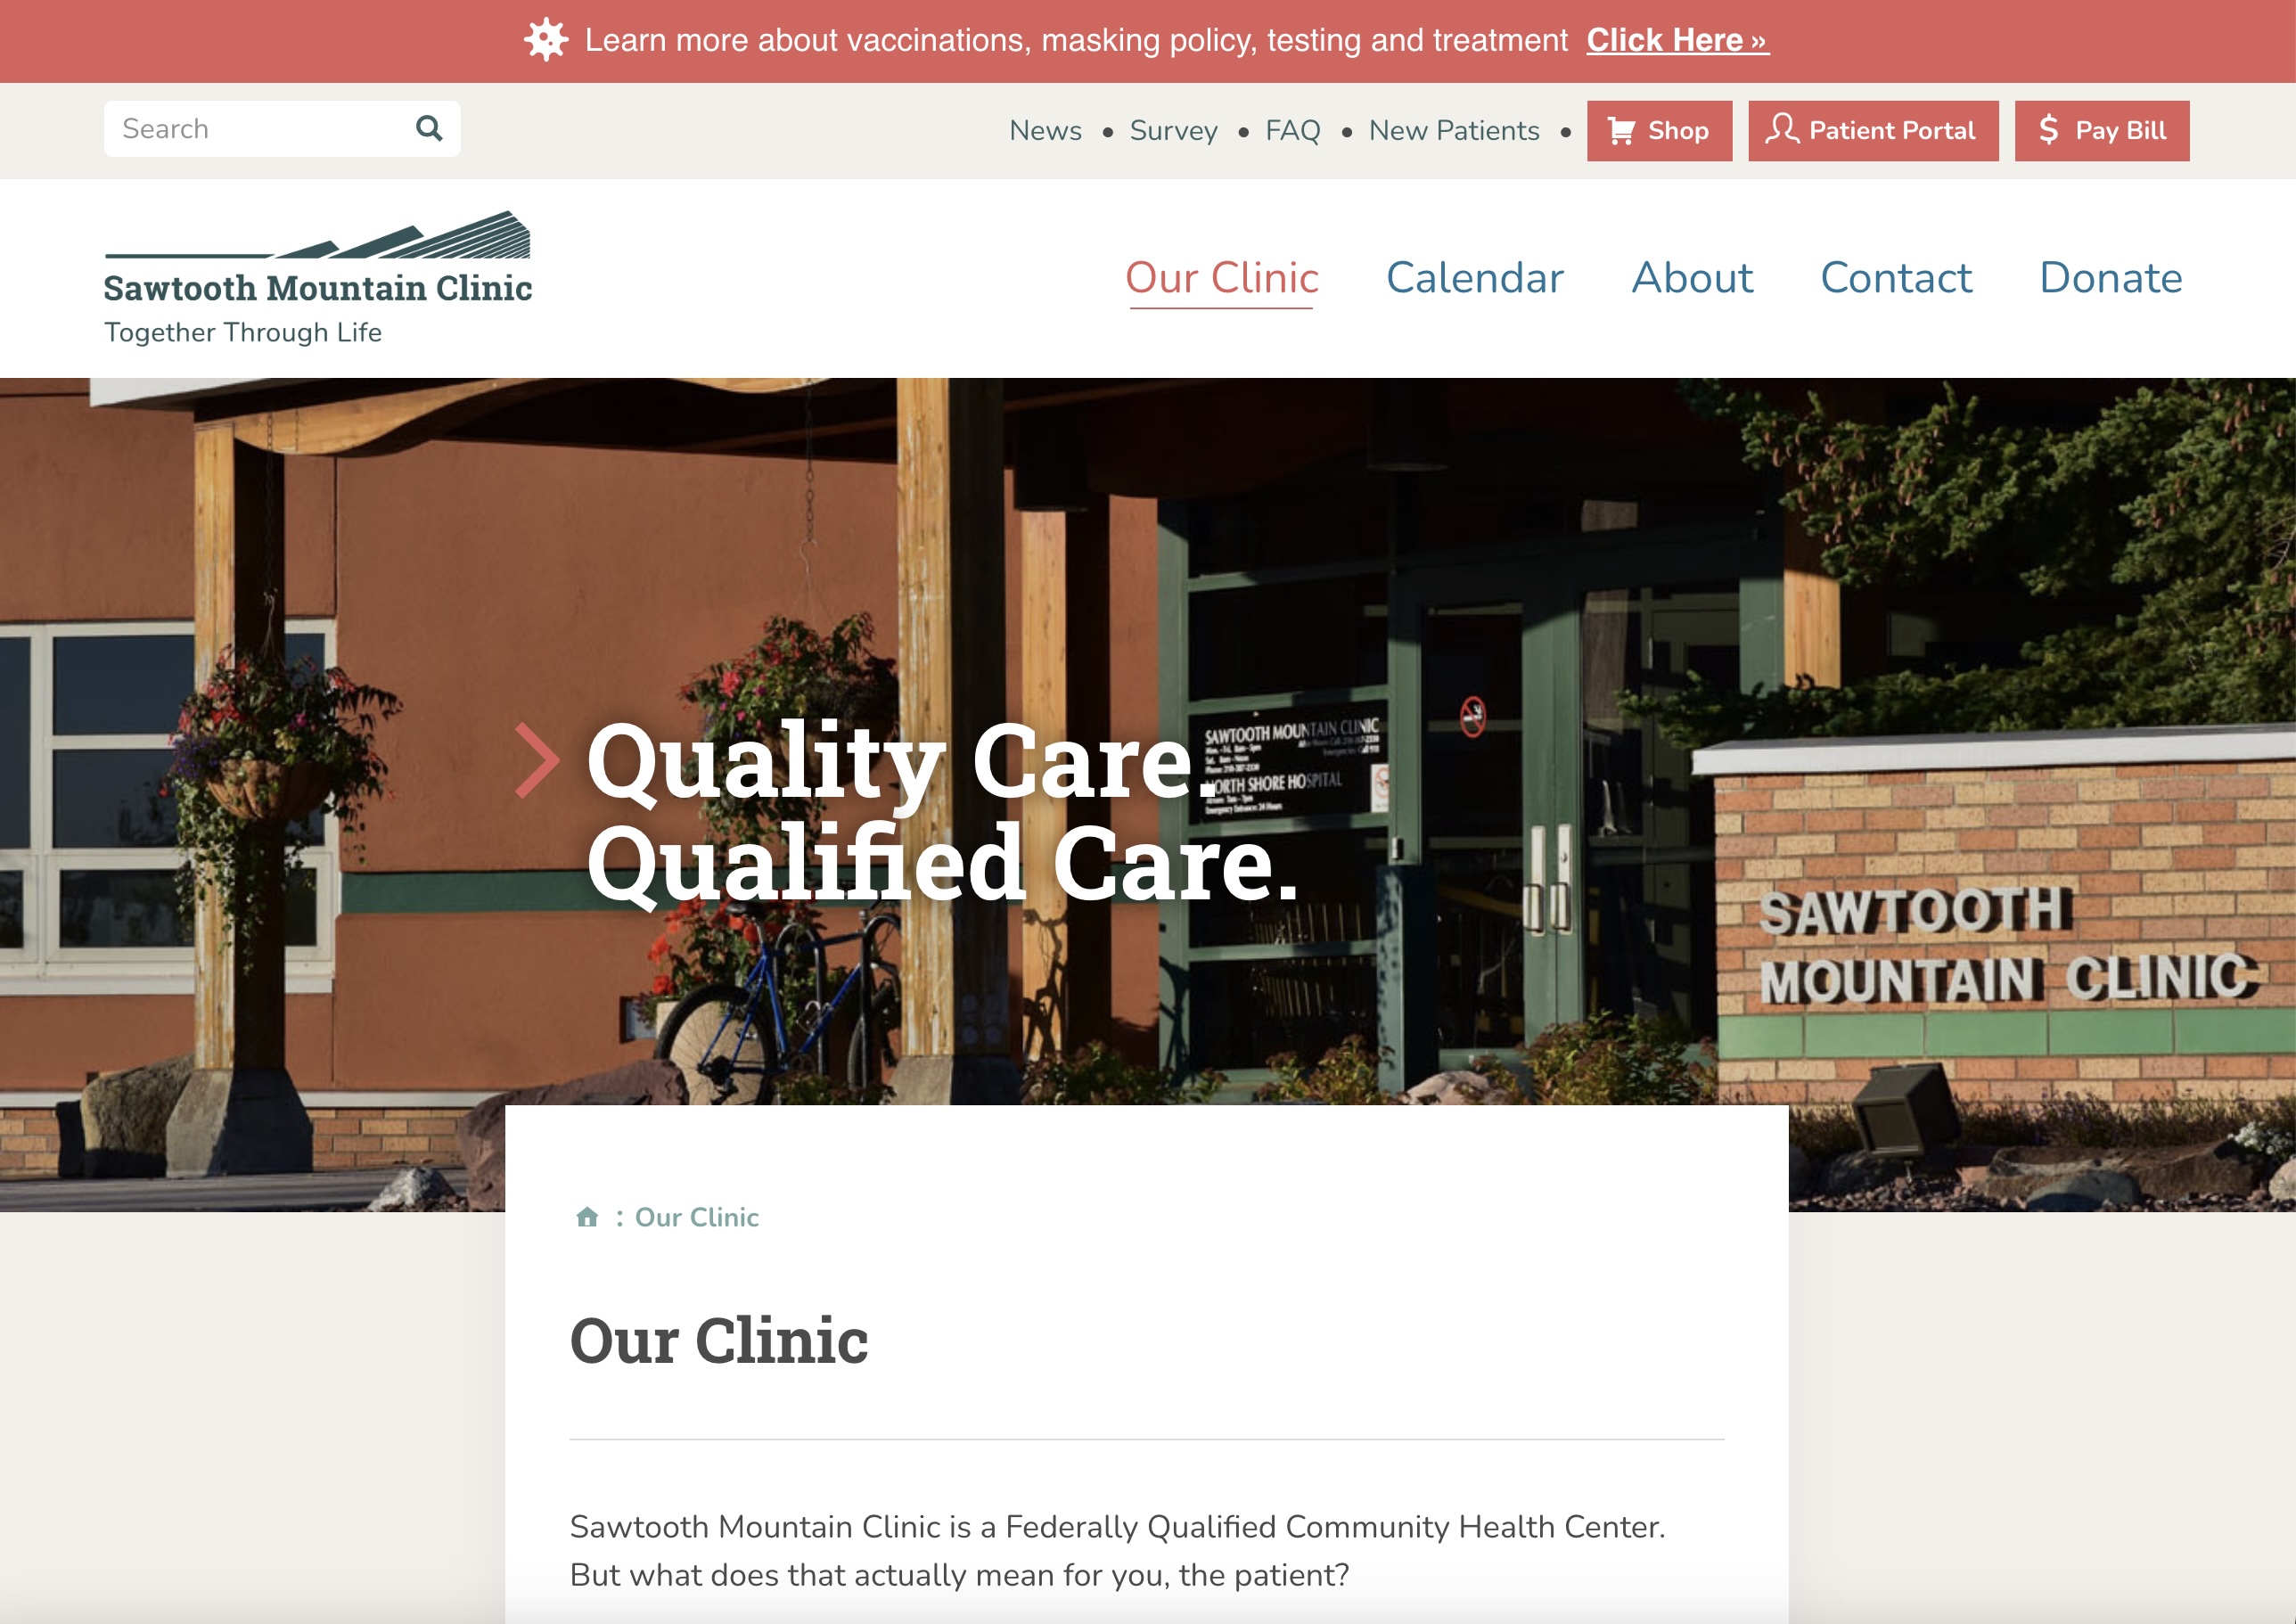 Learn more about vaccinations, masking policy, testing and treatment Click Here »
Search
News • Survey • FAQ • New Patients • Shop Patient Portal $ Pay Bill
Sawtooth Mountain Clinic
Together Through Life
Our Clinic Calendar About Contact Donate
SAWTOOTH MOUNTAIN CLINIC
NORTH SHORE HOSPITAL
Quality Care.
Qualified Care.
SAWTOOTH
MOUNTAIN CLINIC
: Our Clinic
Our Clinic
Sawtooth Mountain Clinic is a Federally Qualified Community Health Center.
But what does that actually mean for you, the patient?